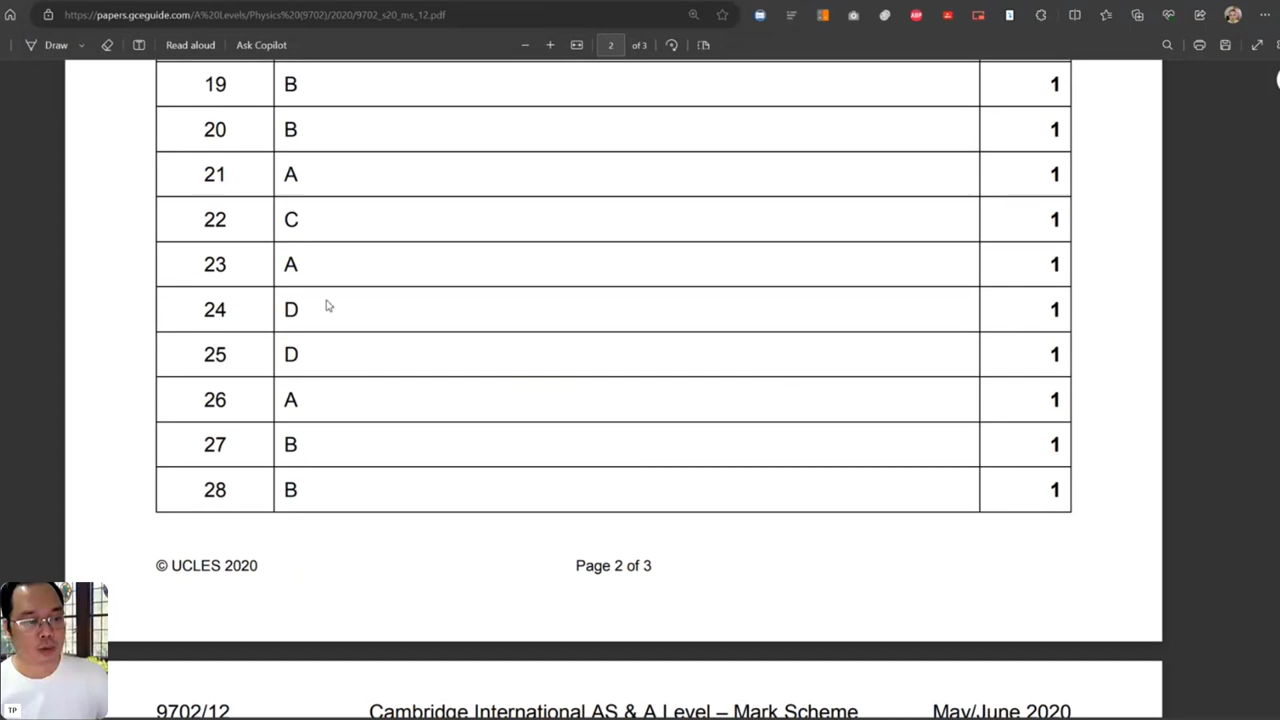 https://papers.gceguide.com/A%20Levels/Physics%20(9702)/2020/9702_s20_ms_12.pdf
Draw Read aloud Ask Copilot 2 of 3
19 B 1
20 B 1
21 A 1
22 C 1
23 A 1
24 D 1
25 D 1
26 A 1
27 B 1
28 B 1
© UCLES 2020 Page 2 of 3
9702/12 Cambridge International AS & A Level – Mark Scheme May/June 2020
TP